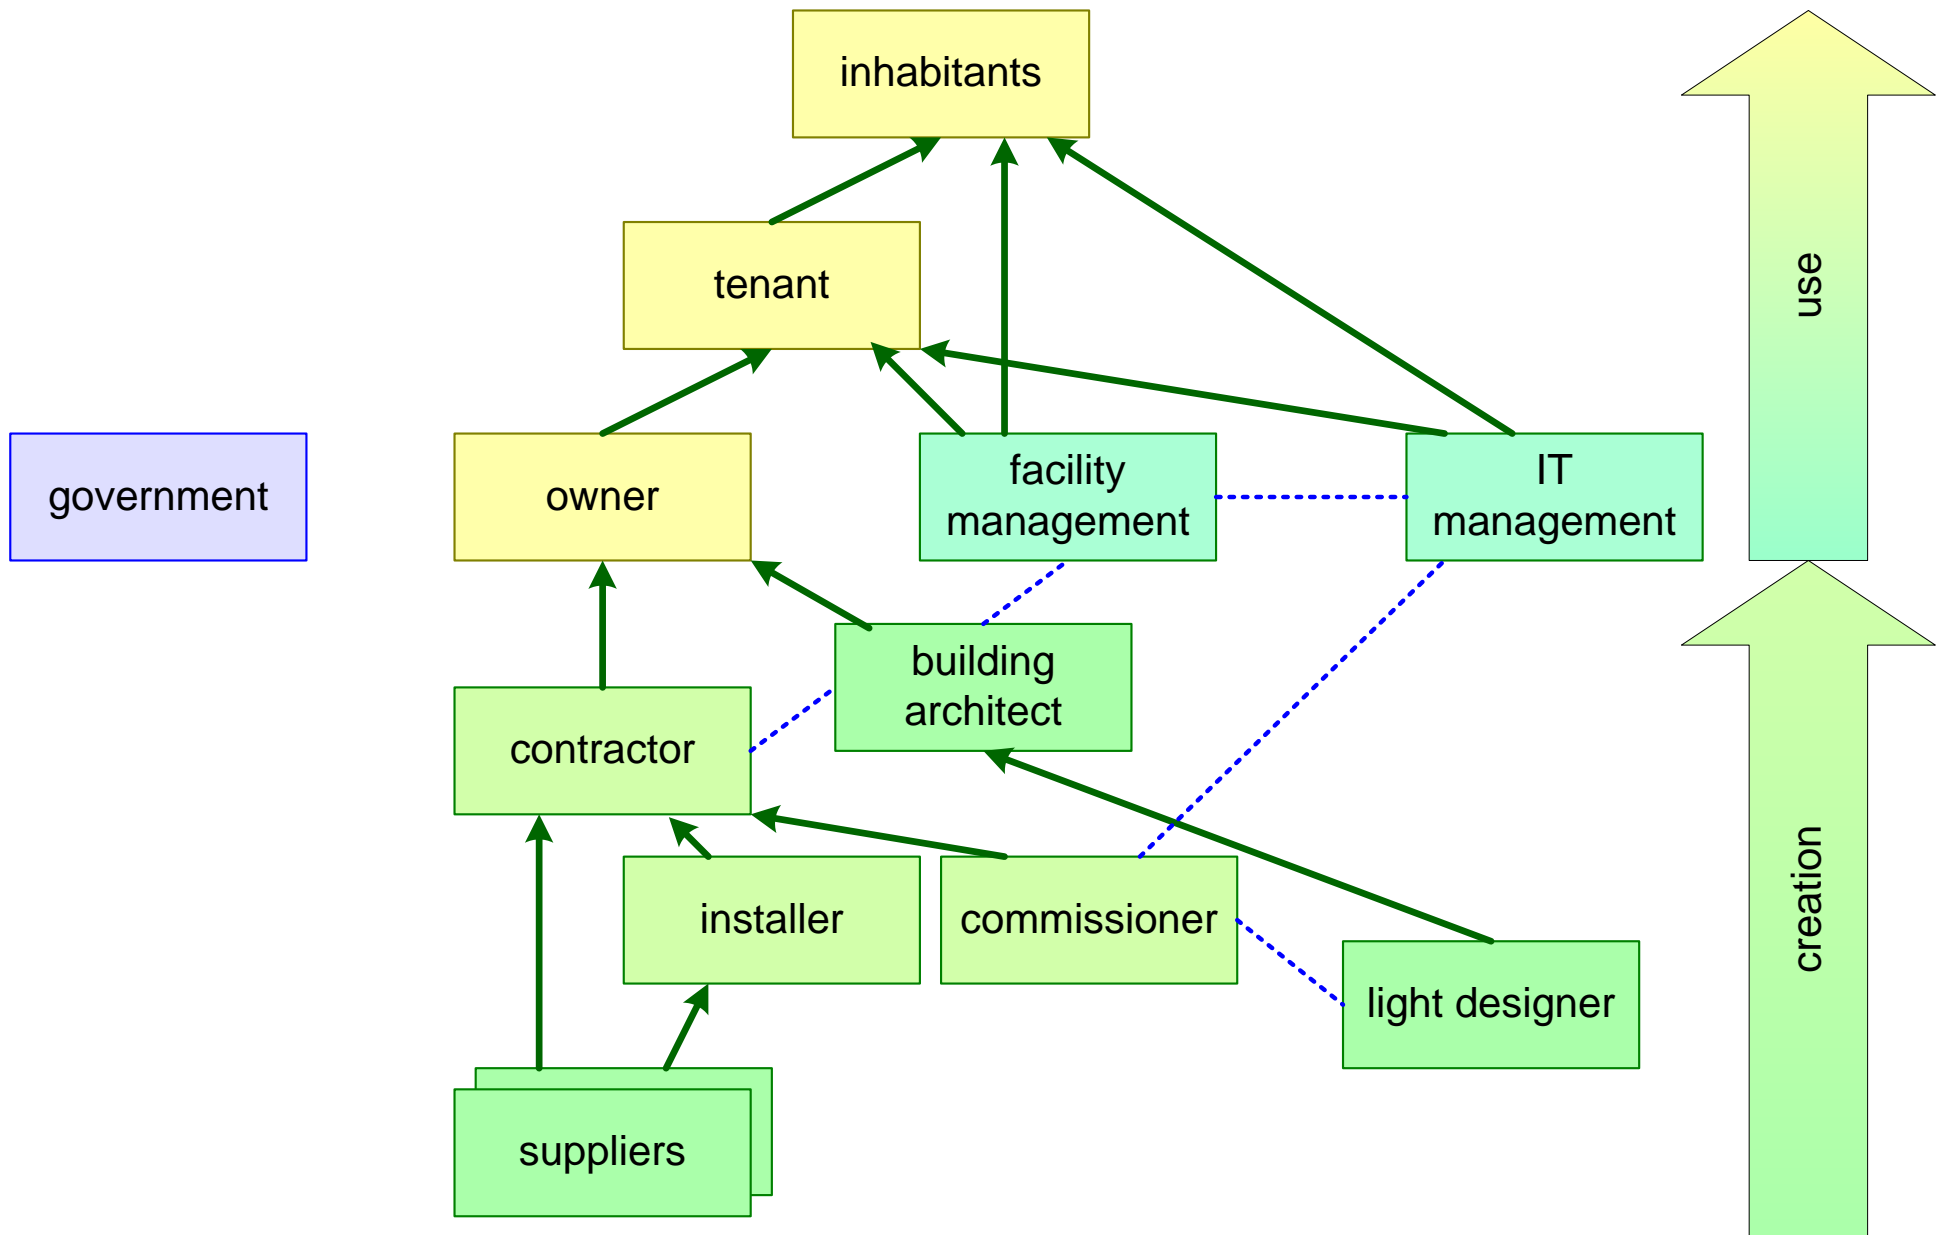 inhabitants
tenant
use
government
owner
facility
management
IT
management
building
architect
contractor
creation
installer
commissioner
light designer
suppliers